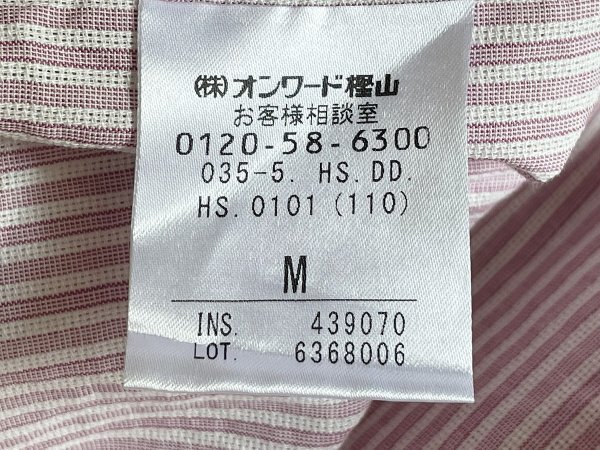 (株)オンワード樫山
お客様相談室
0120-58-6300
035-5. HS.DD.
HS.0101(110)
M
INS. 439070
LOT. 6368006